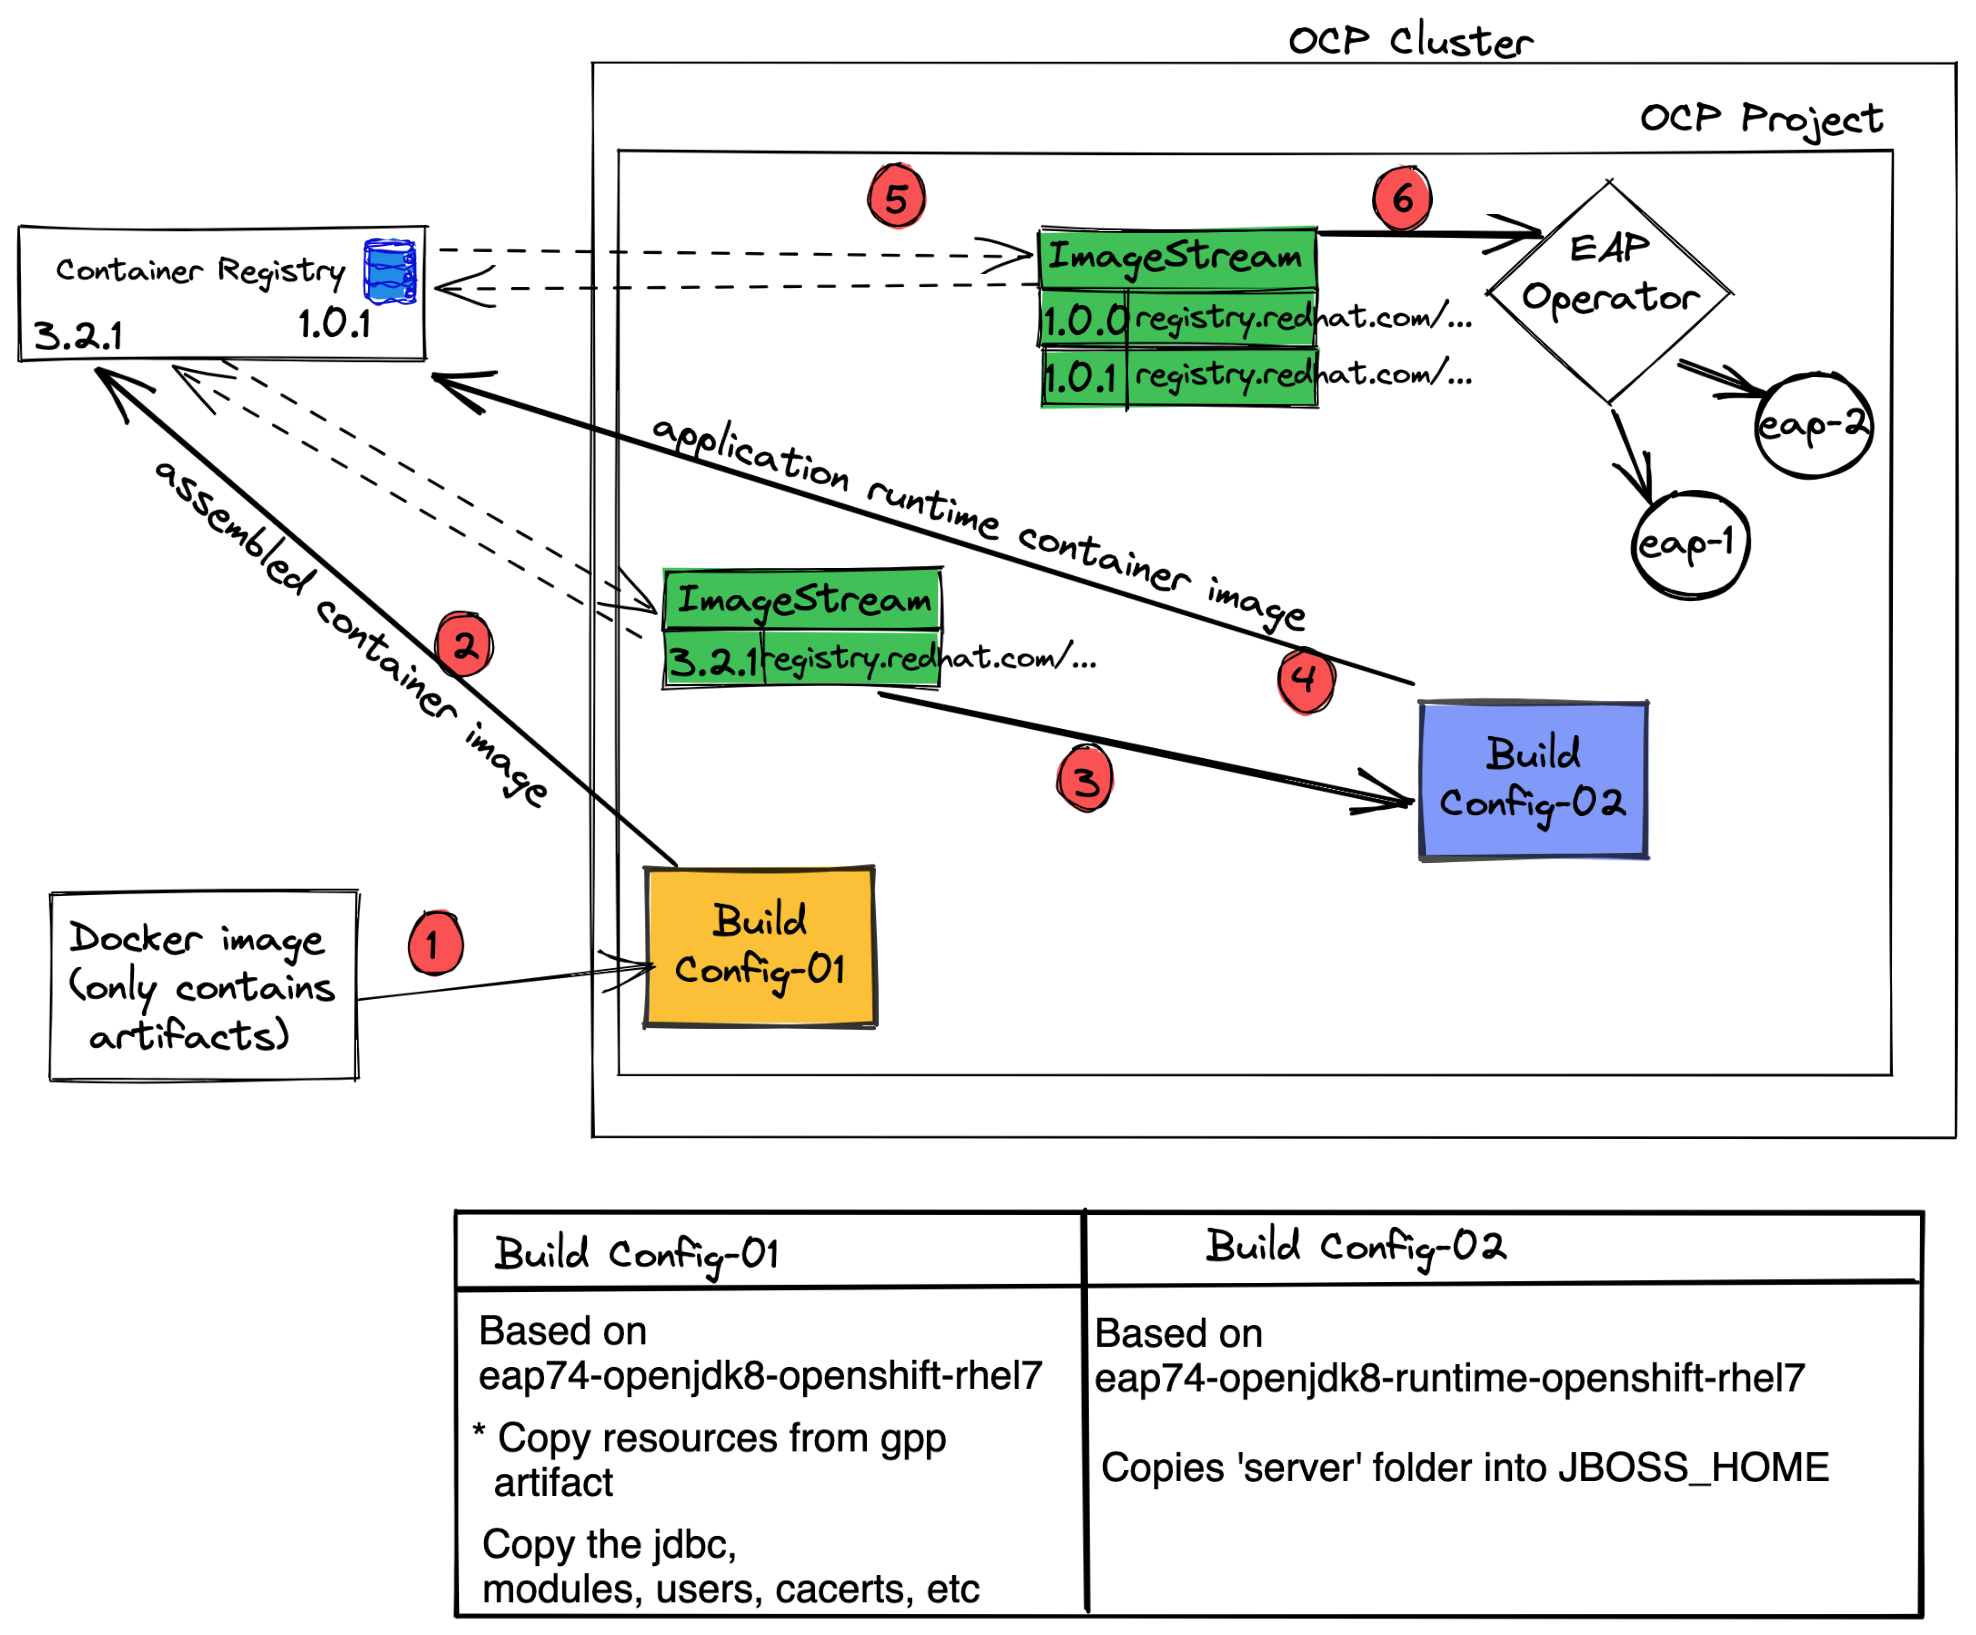 OCP Cluster
OCP Project
5
6
Container Registry
3.2.1
1.0.1
ImageStream
1.0.0 registry.redhat.com/...
1.0.1 registry.redhat.com/...
EAP
Operator
eap-2
eap-1
application runtime container image
assembled container image
2
ImageStream
3.2.1 registry.redhat.com/...
4
3
Build
Config-02
Docker image
(only contains
artifacts)
1
Build
Config-01
Build Config-01
Build Config-02
Based on
eap74-openjdk8-openshift-rhel7
* Copy resources from gpp
artifact
Copy the jdbc,
modules, users, cacerts, etc
Based on
eap74-openjdk8-runtime-openshift-rhel7
Copies 'server' folder into JBOSS_HOME